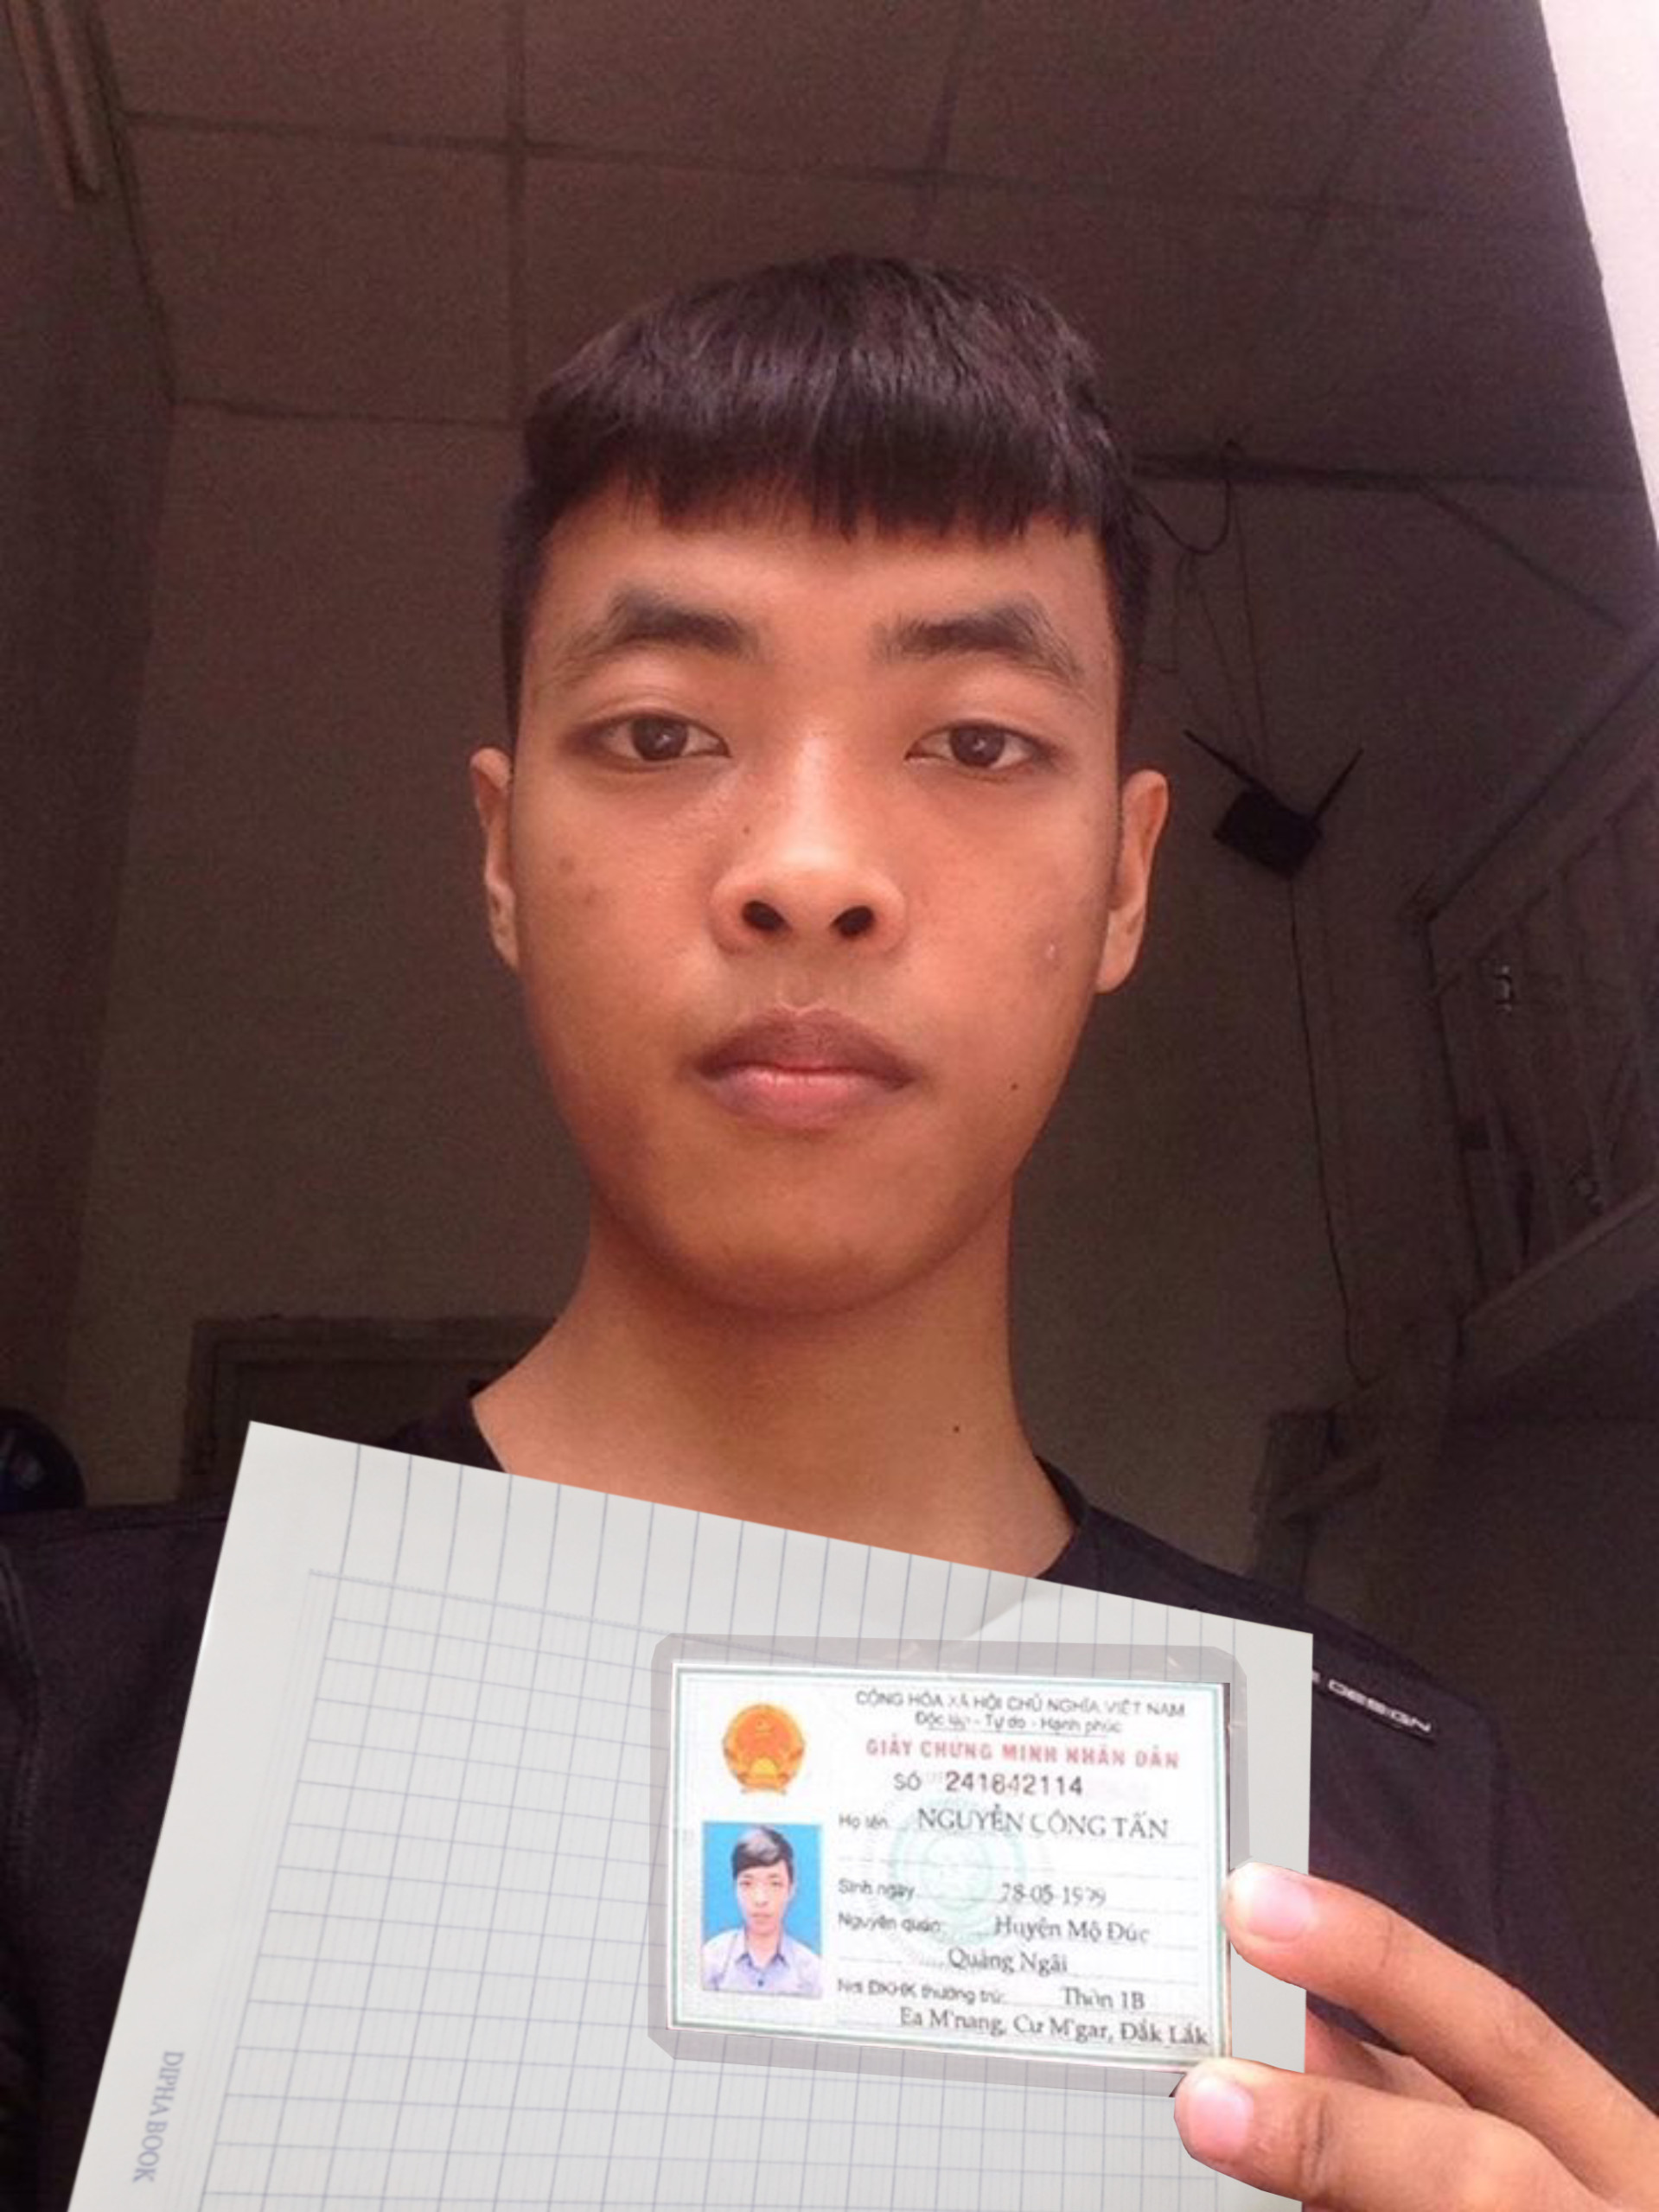 DESIGN
CỘNG HÒA XÃ HỘI CHỦ NGHĨA VIỆT NAM
Độc lập - Tự do - Hạnh phúc
GIẤY CHỨNG MINH NHÂN DÂN
SỐ 241842114
Họ tên NGUYỄN CÔNG TẤN
Sinh ngày 28-05-1999
Nguyên quán: Huyện Mộ Đức
Quảng Ngãi
Nơi ĐKHK thường trú: Thôn 1B
Ea M'nang, Cư M'gar, Đắk Lắk
DIPHA BOOK